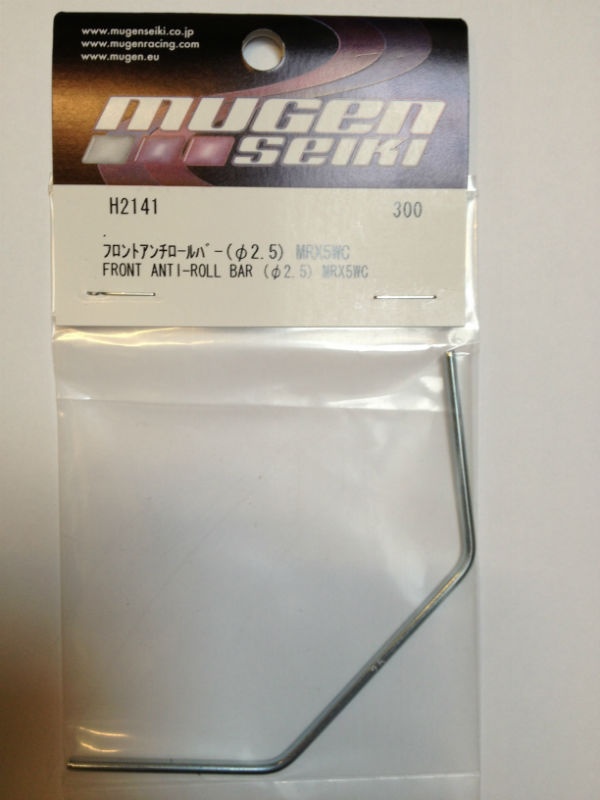 www.mugenseiki.co.jp
www.mugenracing.com
www.mugen.eu
mugen
seiki
H2141 300
フロントアンチロールバー(φ2.5) MRX5WC
FRONT ANTI-ROLL BAR (φ2.5) MRX5WC